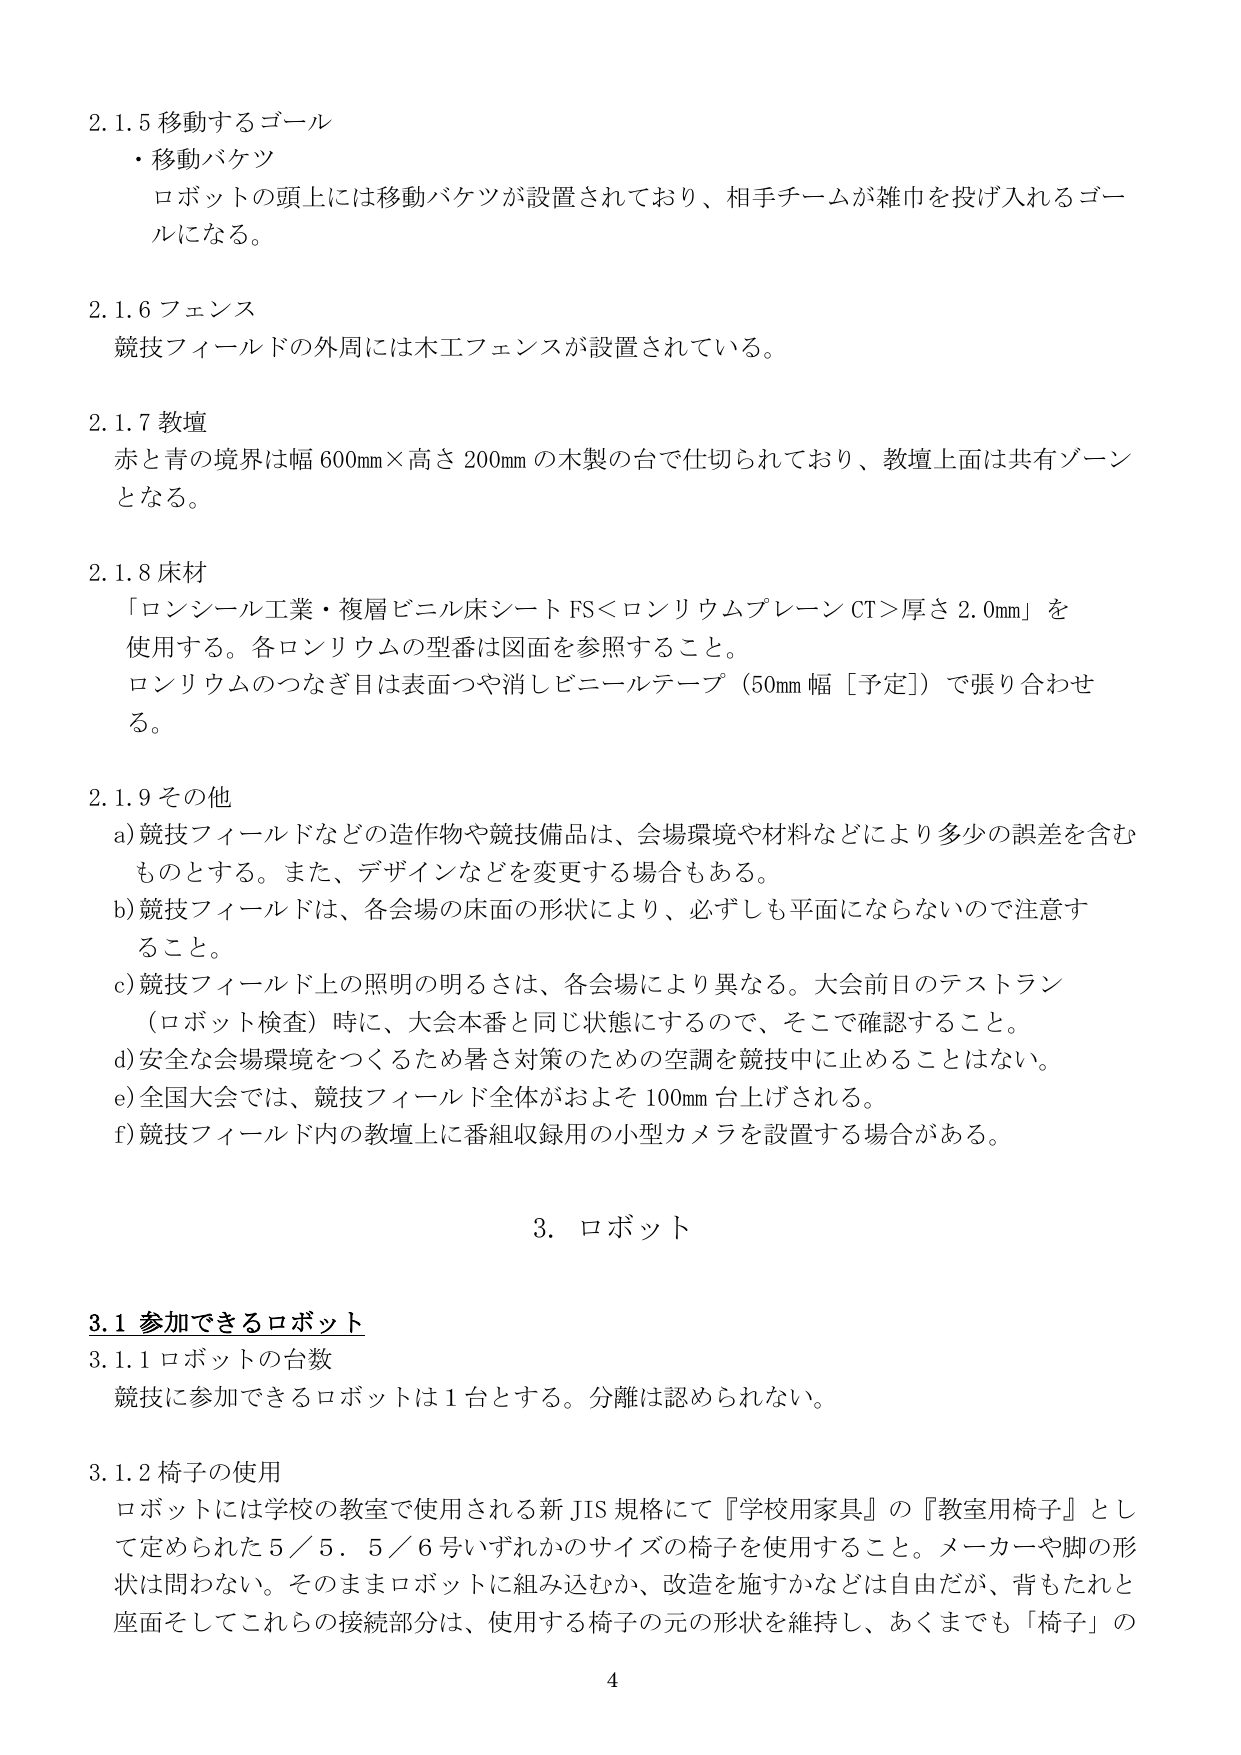 2.1.5 移動するゴール
・移動バケツ
ロボットの頭上には移動バケツが設置されており、相手チームが雑巾を投げ入れるゴー
ルになる。
2.1.6 フェンス
競技フィールドの外周には木工フェンスが設置されている。
2.1.7 教壇
赤と青の境界は幅 600㎜×高さ 200㎜ の木製の台で仕切られており、教壇上面は共有ゾーン
となる。
2.1.8 床材
「ロンシール工業・複層ビニル床シート FS＜ロンリウムプレーン CT＞厚さ 2.0㎜」を
使用する。各ロンリウムの型番は図面を参照すること。
ロンリウムのつなぎ目は表面つや消しビニールテープ（50㎜ 幅［予定］）で張り合わせ
る。
2.1.9 その他
a)競技フィールドなどの造作物や競技備品は、会場環境や材料などにより多少の誤差を含む
ものとする。また、デザインなどを変更する場合もある。
b)競技フィールドは、各会場の床面の形状により、必ずしも平面にならないので注意す
ること。
c)競技フィールド上の照明の明るさは、各会場により異なる。大会前日のテストラン
（ロボット検査）時に、大会本番と同じ状態にするので、そこで確認すること。
d)安全な会場環境をつくるため暑さ対策のための空調を競技中に止めることはない。
e)全国大会では、競技フィールド全体がおよそ 100㎜ 台上げされる。
f)競技フィールド内の教壇上に番組収録用の小型カメラを設置する場合がある。
3. ロボット
3.1 参加できるロボット
3.1.1 ロボットの台数
競技に参加できるロボットは１台とする。分離は認められない。
3.1.2 椅子の使用
ロボットには学校の教室で使用される新 JIS 規格にて『学校用家具』の『教室用椅子』とし
て定められた５／５．５／６号いずれかのサイズの椅子を使用すること。メーカーや脚の形
状は問わない。そのままロボットに組み込むか、改造を施すかなどは自由だが、背もたれと
座面そしてこれらの接続部分は、使用する椅子の元の形状を維持し、あくまでも「椅子」の
4